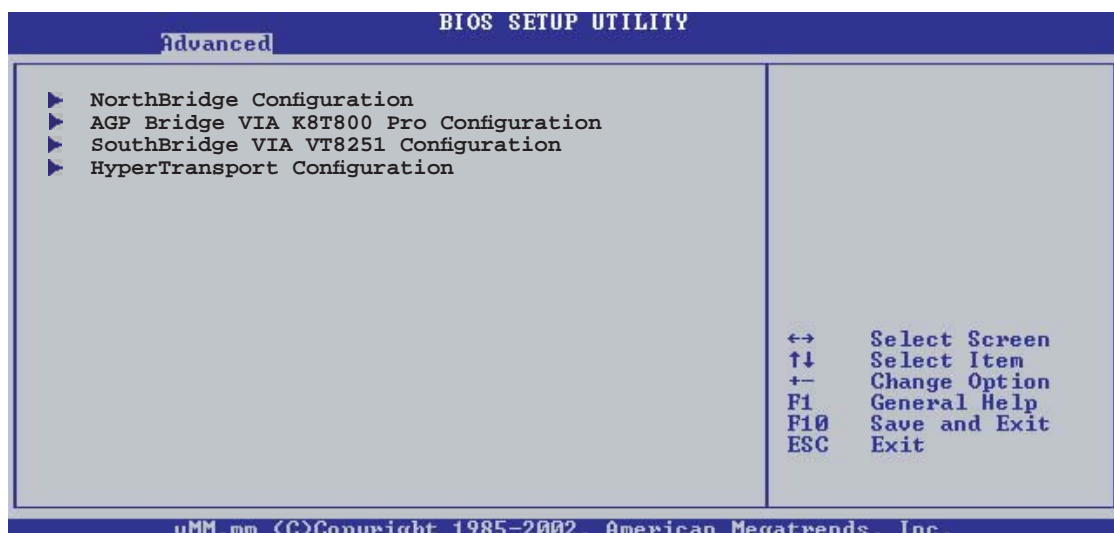 BIOS SETUP UTILITY
Advanced
NorthBridge Configuration
AGP Bridge VIA K8T800 Pro Configuration
SouthBridge VIA VT8251 Configuration
HyperTransport Configuration
←→ Select Screen
↑↓ Select Item
+- Change Option
F1 General Help
F10 Save and Exit
ESC Exit
vMM.mm (C)Copyright 1985-2002, American Megatrends, Inc.